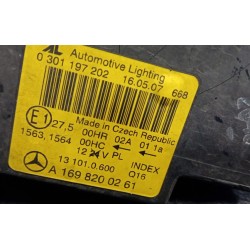 AL Automotive Lighting
0 301 197 202 16.05.07 668
Made in Czech Republic
E1 27,5 00HR 02A 01 1a
1563, 1564 00HC
12 V PL INDEX
13 101.0.600 Q16
A 169 820 02 61